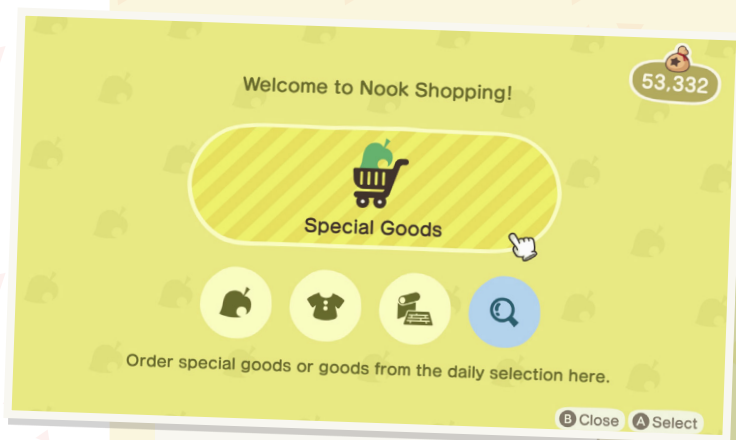 Welcome to Nook Shopping!
53,332
Special Goods
Order special goods or goods from the daily selection here.
B Close A Select